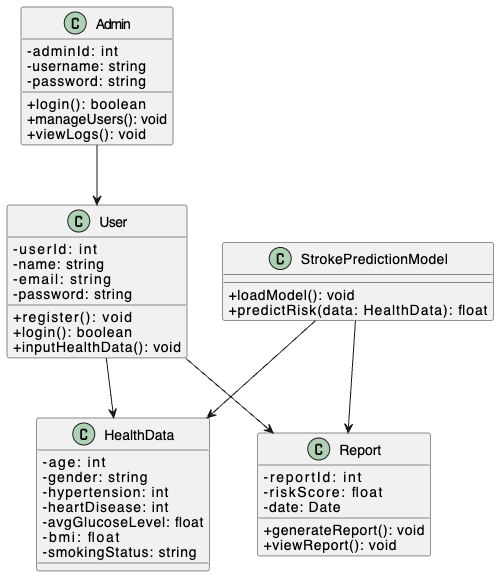 C Admin
-adminId: int
-username: string
-password: string
+login(): boolean
+manageUsers(): void
+viewLogs(): void
C User
-userId: int
-name: string
-email: string
-password: string
+register(): void
+login(): boolean
+inputHealthData(): void
C StrokePredictionModel
+loadModel(): void
+predictRisk(data: HealthData): float
C HealthData
-age: int
-gender: string
-hypertension: int
-heartDisease: int
-avgGlucoseLevel: float
-bmi: float
-smokingStatus: string
C Report
-reportId: int
-riskScore: float
-date: Date
+generateReport(): void
+viewReport(): void